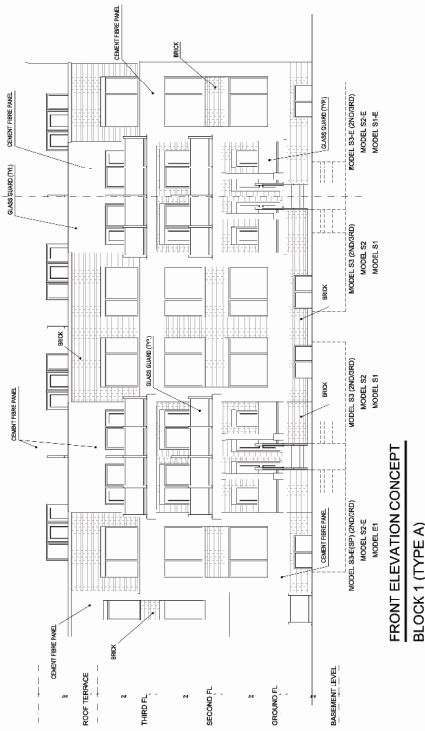 CEMENT FIBRE PANEL
CEMENT FIBRE PANEL
BRICK
GLASS GUARD (TYP.)
BRICK
CEMENT FIBRE PANEL
GLASS GUARD (TY.)
CEMENT FIBRE PANEL
CEMENT FIBRE PANEL
BRICK
GLASS GUARD (TYP.)
BRICK
BRICK
CEMENT FIBRE PANEL
BRICK
ROOF TERRACE
THIRD FL
SECOND FL
GROUND FL
BASEMENT LEVEL
MODEL S3-E(SP) (2ND/3RD)
MODEL S2-E
MODEL E1
MODEL S3 (2ND/3RD)
MODEL S2
MODEL S1
MODEL S3 (2ND/3RD)
MODEL S2
MODEL S1
MODEL S3-E (2ND/3RD)
MODEL S2-E
MODEL S1-E
FRONT ELEVATION CONCEPT
BLOCK 1 (TYPE A)